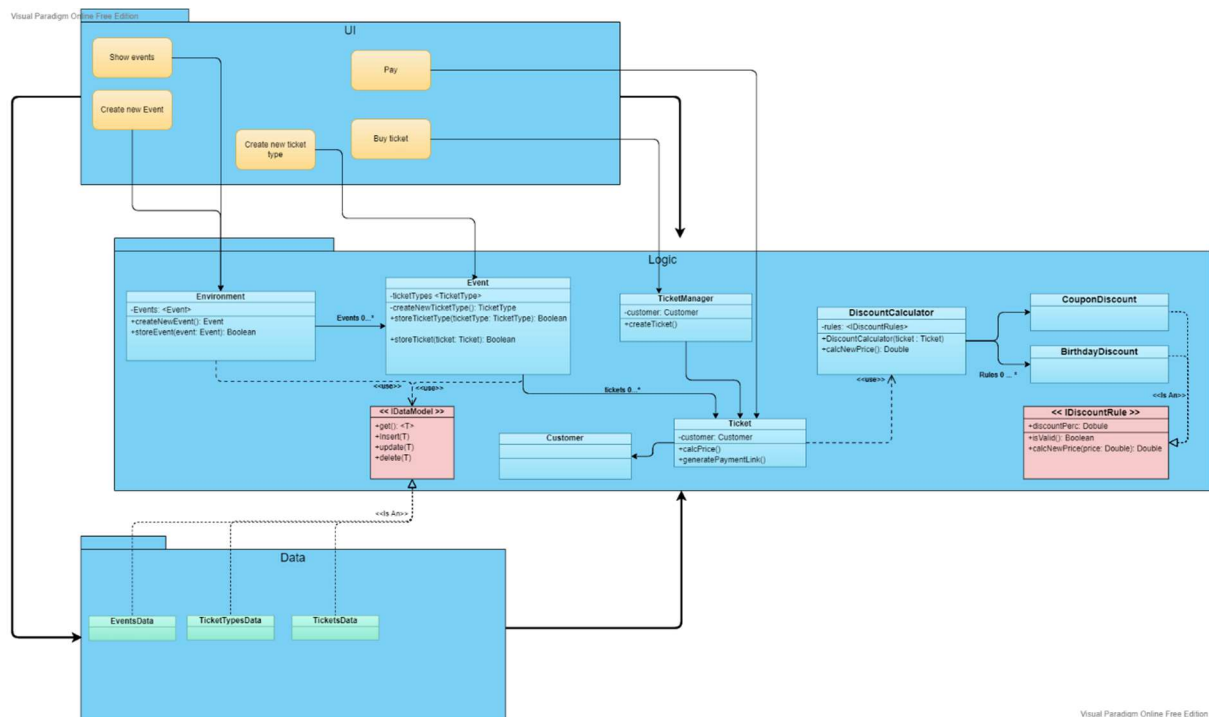 Visual Paradigm Online Free Edition
UI
Show events
Pay
Create new Event
Buy ticket
Create new ticket
type
Logic
Environment
-Events: <Event>
+createNewEvent(): Event
+storeEvent(event: Event): Boolean
Events 0...*
Event
-ticketTypes <TicketType>
-createNewTicketType(): TicketType
+storeTicketType(ticketType: TicketType): Boolean
+storeTicket(ticket: Ticket): Boolean
TicketManager
-customer: Customer
+createTicket()
DiscountCalculator
-rules: <IDiscountRules>
+DiscountCalculator(ticket : Ticket)
+calcNewPrice(): Double
CouponDiscount
BirthdayDiscount
Rules 0 ... *
<<use>>
<<use>>
<<use>>
tickets 0...*
<<Is An>>
<< IDataModel >>
+get(): <T>
+insert(T)
+update(T)
+delete(T)
Customer
Ticket
-customer: Customer
+calcPrice()
+generatePaymentLink()
<< IDiscountRule >>
+discountPerc: Dobule
+isValid(): Boolean
+calcNewPrice(price: Double): Double
<<Is An>>
Data
EventsData
TicketTypesData
TicketsData
Visual Paradigm Online Free Edition